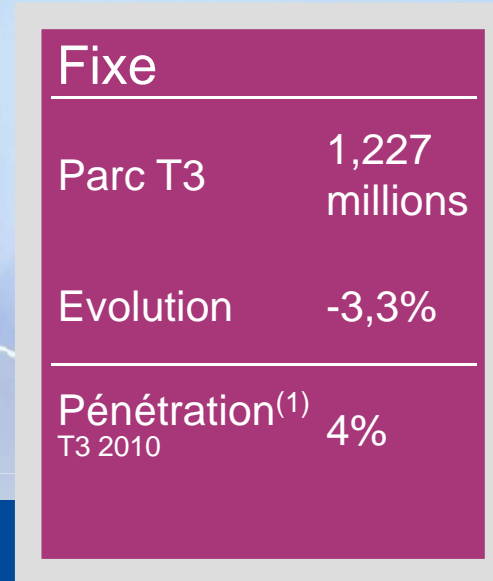 Fixe
Parc T3 1,227
millions
Evolution -3,3%
Pénétration(1) 4%
T3 2010